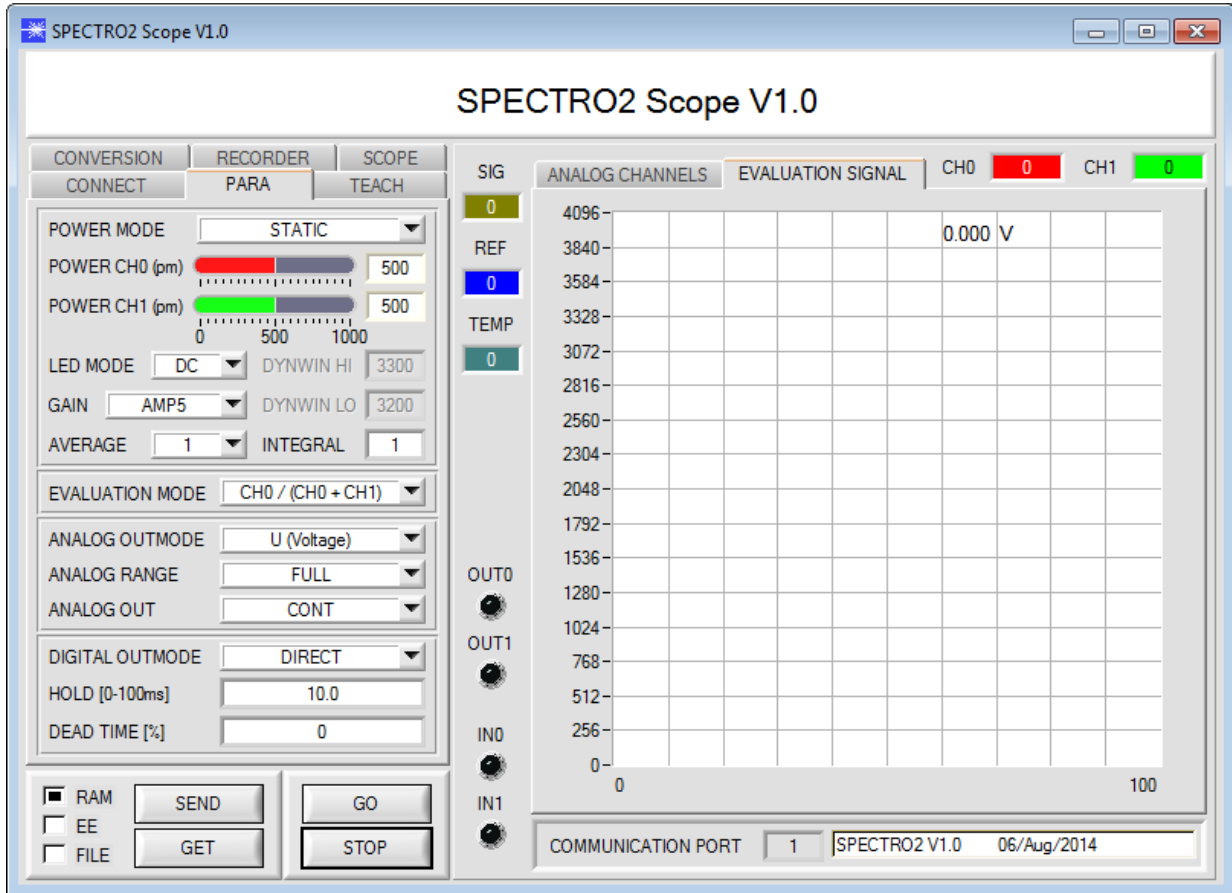 SPECTRO2 Scope V1.0
SPECTRO2 Scope V1.0
CONVERSION RECORDER SCOPE
CONNECT PARA TEACH
POWER MODE STATIC
POWER CH0 (pm) 500
POWER CH1 (pm) 500
0 500 1000
LED MODE DC DYNWIN HI 3300
GAIN AMP5 DYNWIN LO 3200
AVERAGE 1 INTEGRAL 1
EVALUATION MODE CH0 / (CH0 + CH1)
ANALOG OUTMODE U (Voltage)
ANALOG RANGE FULL
ANALOG OUT CONT
DIGITAL OUTMODE DIRECT
HOLD [0-100ms] 10.0
DEAD TIME [%] 0
RAM
EE
FILE
SEND
GET
GO
STOP
SIG
0
REF
0
TEMP
0
OUT0
OUT1
IN0
IN1
ANALOG CHANNELS EVALUATION SIGNAL CH0 0 CH1 0
0.000 V
4096
3840
3584
3328
3072
2816
2560
2304
2048
1792
1536
1280
1024
768
512
256
0
0 100
COMMUNICATION PORT 1 SPECTRO2 V1.0 06/Aug/2014